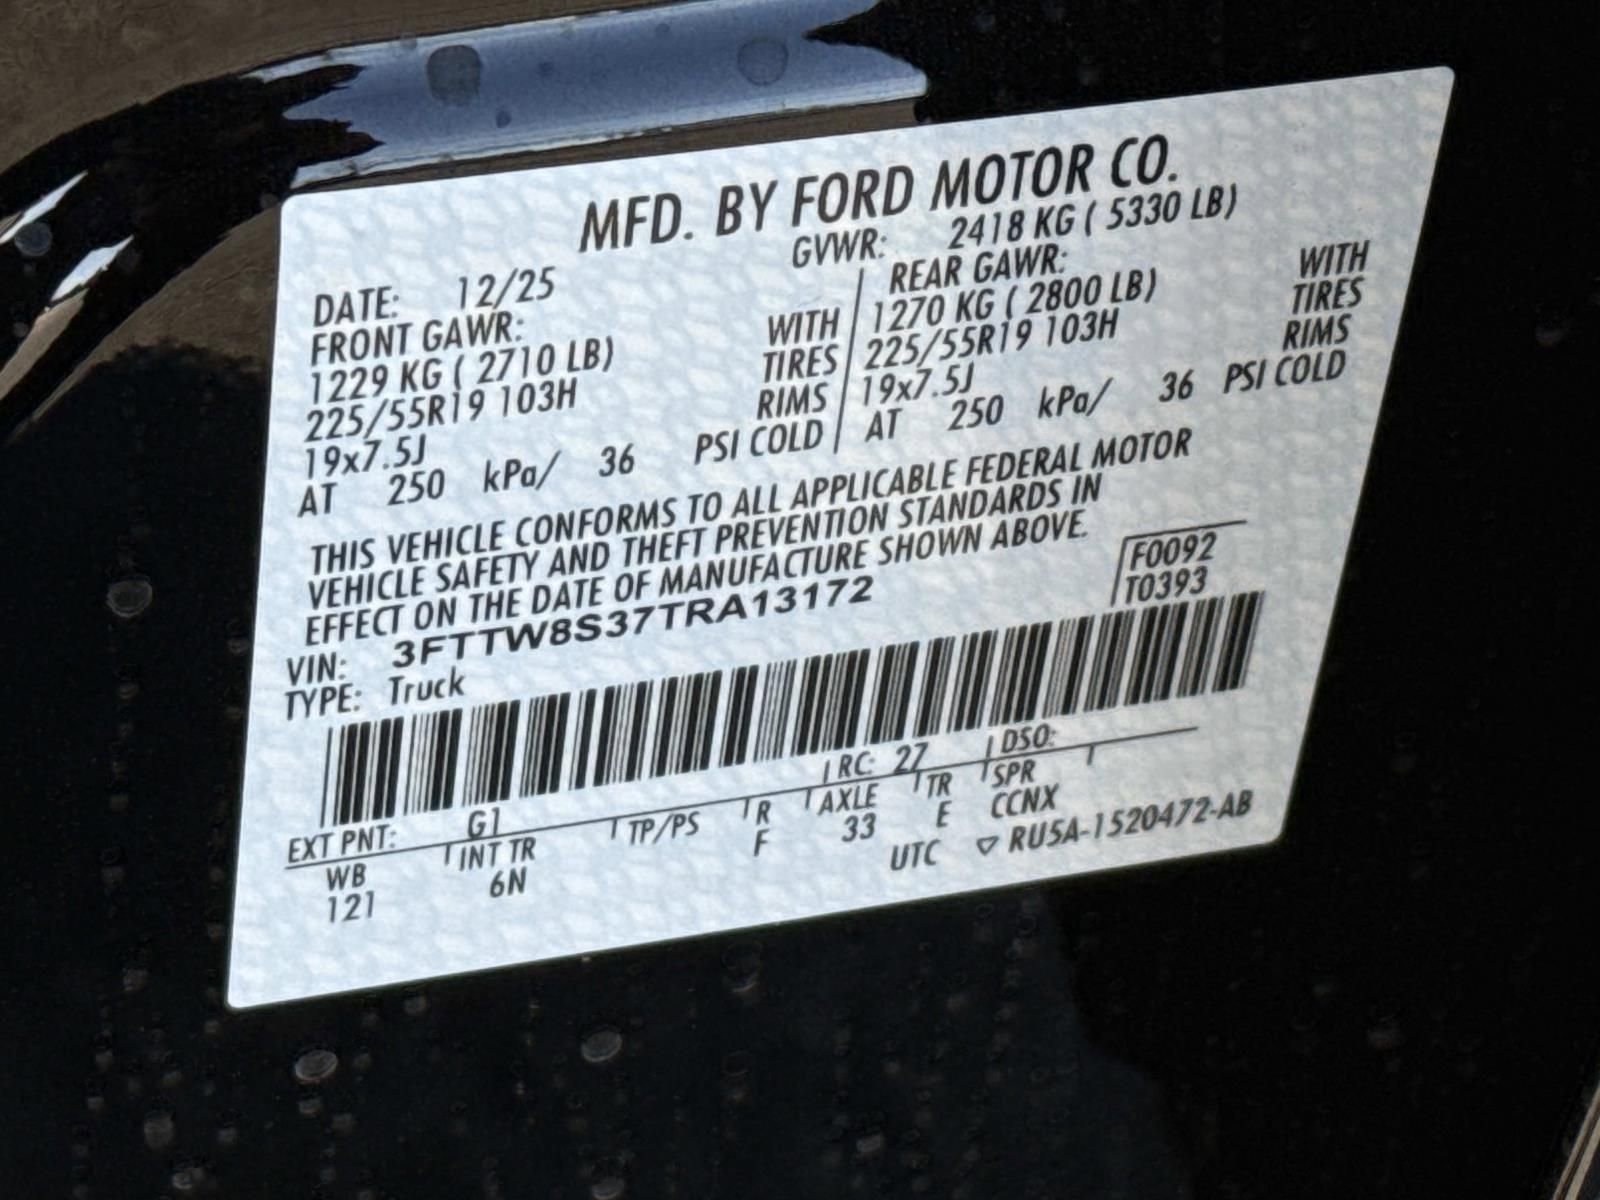 MFD. BY FORD MOTOR CO.
DATE: 12/25
GVWR: 2418 KG ( 5330 LB)
FRONT GAWR:
1229 KG ( 2710 LB) WITH
225/55R19 103H TIRES
19x7.5J RIMS
AT 250 kPa/ 36 PSI COLD
REAR GAWR:
1270 KG ( 2800 LB) WITH
225/55R19 103H TIRES
19x7.5J RIMS
AT 250 kPa/ 36 PSI COLD
THIS VEHICLE CONFORMS TO ALL APPLICABLE FEDERAL MOTOR
VEHICLE SAFETY AND THEFT PREVENTION STANDARDS IN
EFFECT ON THE DATE OF MANUFACTURE SHOWN ABOVE.
F0092
T0393
VIN: 3FTTW8S37TRA13172
TYPE: Truck
EXT PNT: G1 RC: 27 DSO:
WB INT TR TP/PS R AXLE TR SPR
121 6N F 33 E CCNX
UTC ▽ RU5A-1520472-AB